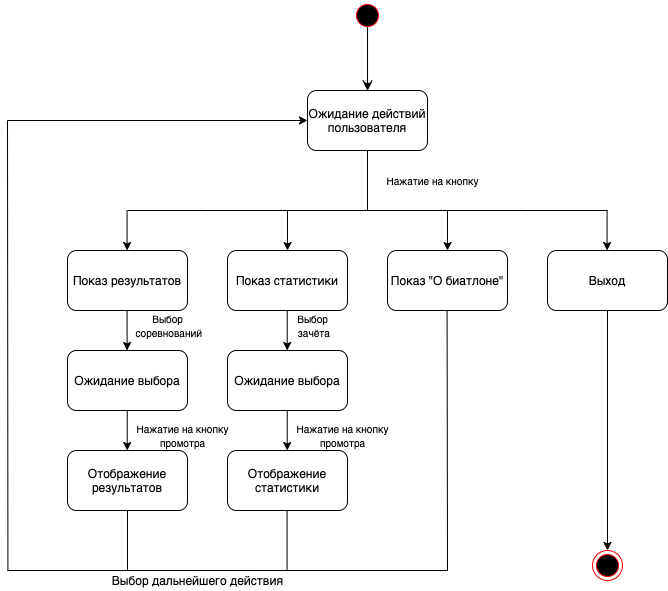 Ожидание действий
пользователя
Нажатие на кнопку
Показ результатов
Показ статистики
Показ "О биатлоне"
Выход
Выбор
соревнований
Выбор
зачёта
Ожидание выбора
Ожидание выбора
Нажатие на кнопку
промотра
Нажатие на кнопку
промотра
Отображение
результатов
Отображение
статистики
Выбор дальнейшего действия